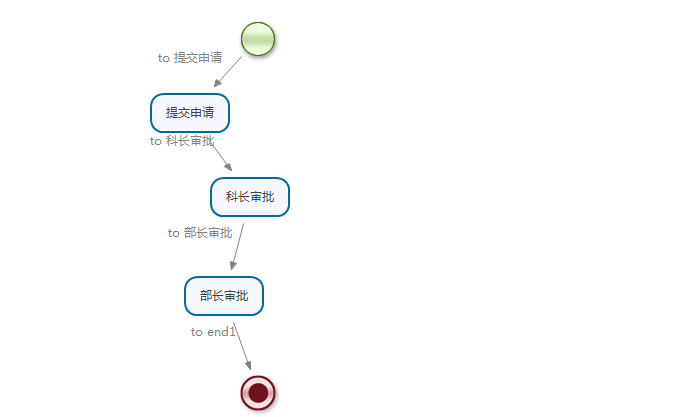 to 提交申请
提交申请
to 科长审批
科长审批
to 部长审批
部长审批
to end1